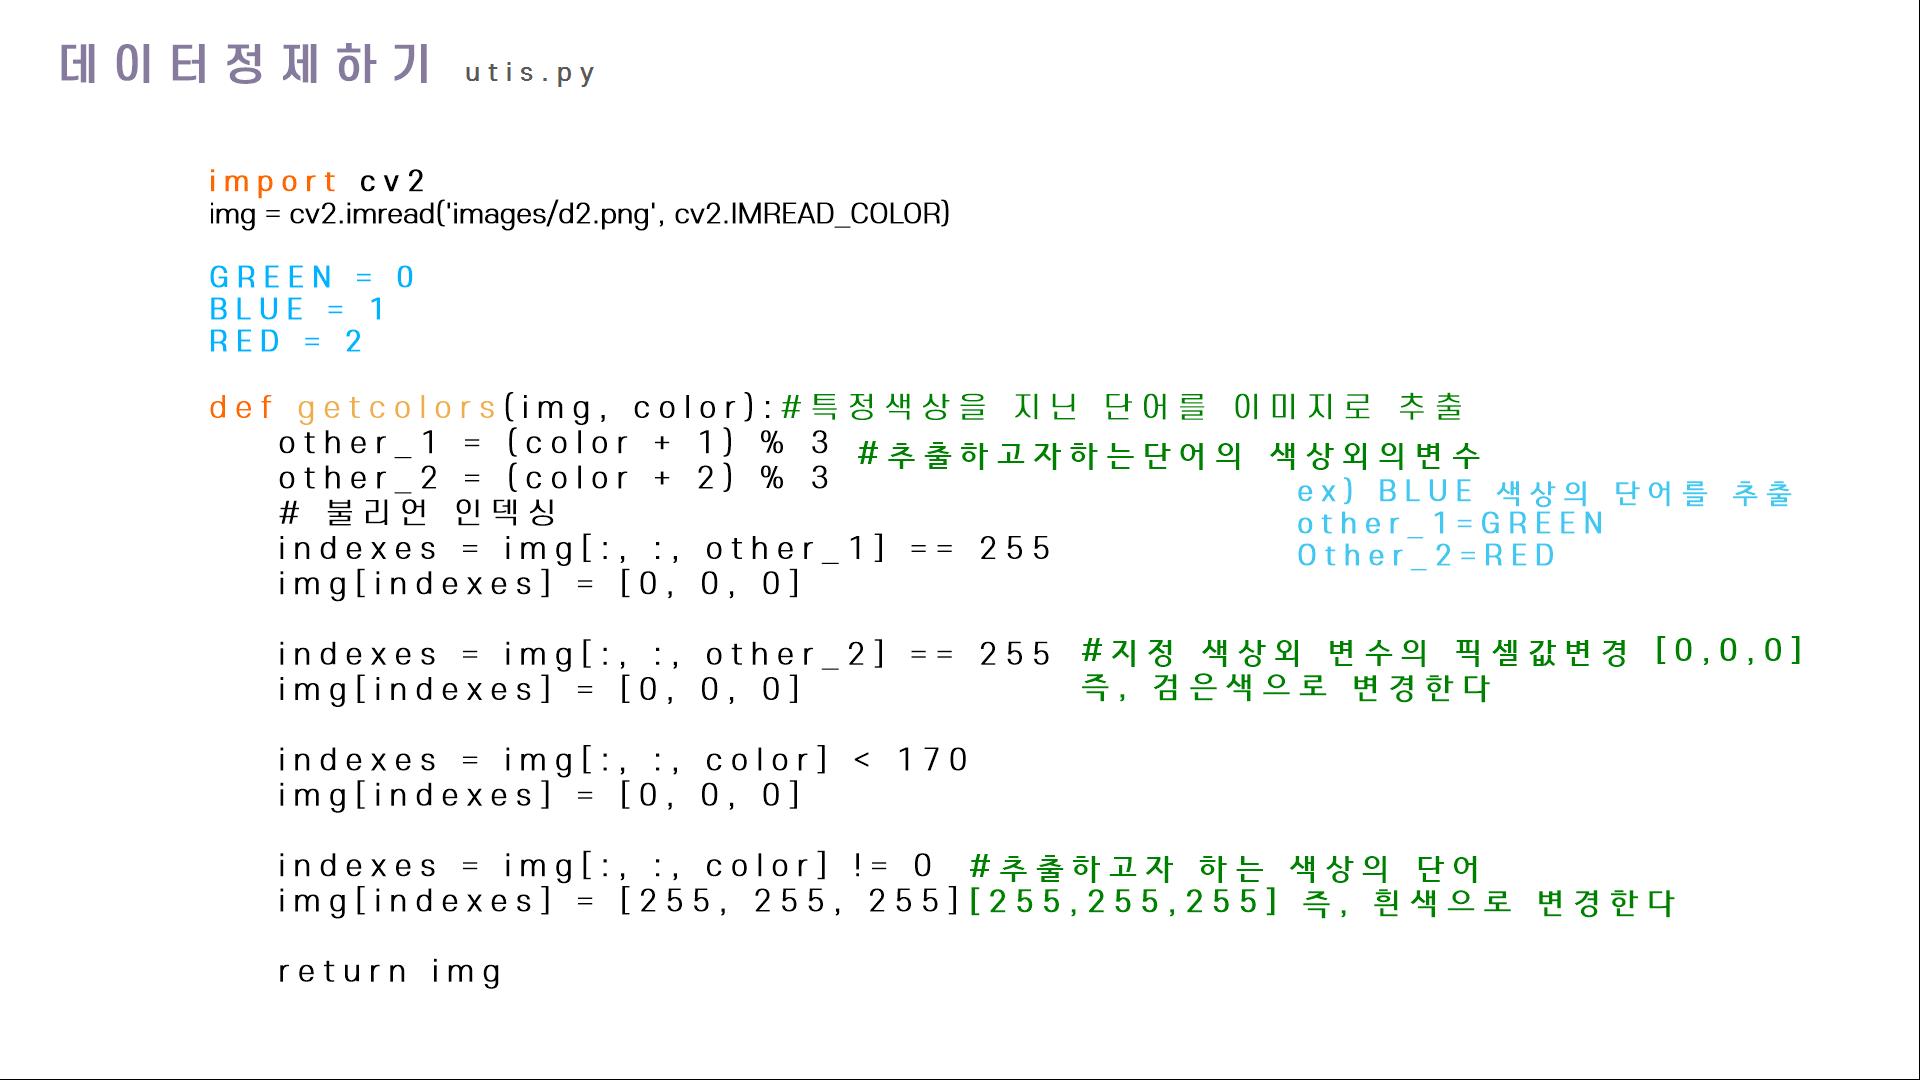 데이터정제하기 utis.py
import cv2
img = cv2.imread('images/d2.png', cv2.IMREAD_COLOR)
GREEN = 0
BLUE = 1
RED = 2
def getcolors(img, color):#특정색상을 지닌 단어를 이미지로 추출
other_1 = (color + 1) % 3
#추출하고자하는단어의 색상외의변수
other_2 = (color + 2) % 3
ex) BLUE 색상의 단어를 추출
# 불리언 인덱싱
other_1=GREEN
indexes = img[:, :, other_1] == 255
Other_2=RED
img[indexes] = [0, 0, 0]
indexes = img[:, :, other_2] == 255 #지정 색상외 변수의 픽셀값변경 [0,0,0]
img[indexes] = [0, 0, 0] 즉, 검은색으로 변경한다
indexes = img[:, :, color] < 170
img[indexes] = [0, 0, 0]
indexes = img[:, :, color] != 0 #추출하고자 하는 색상의 단어
img[indexes] = [255, 255, 255][255,255,255] 즉, 흰색으로 변경한다
return img